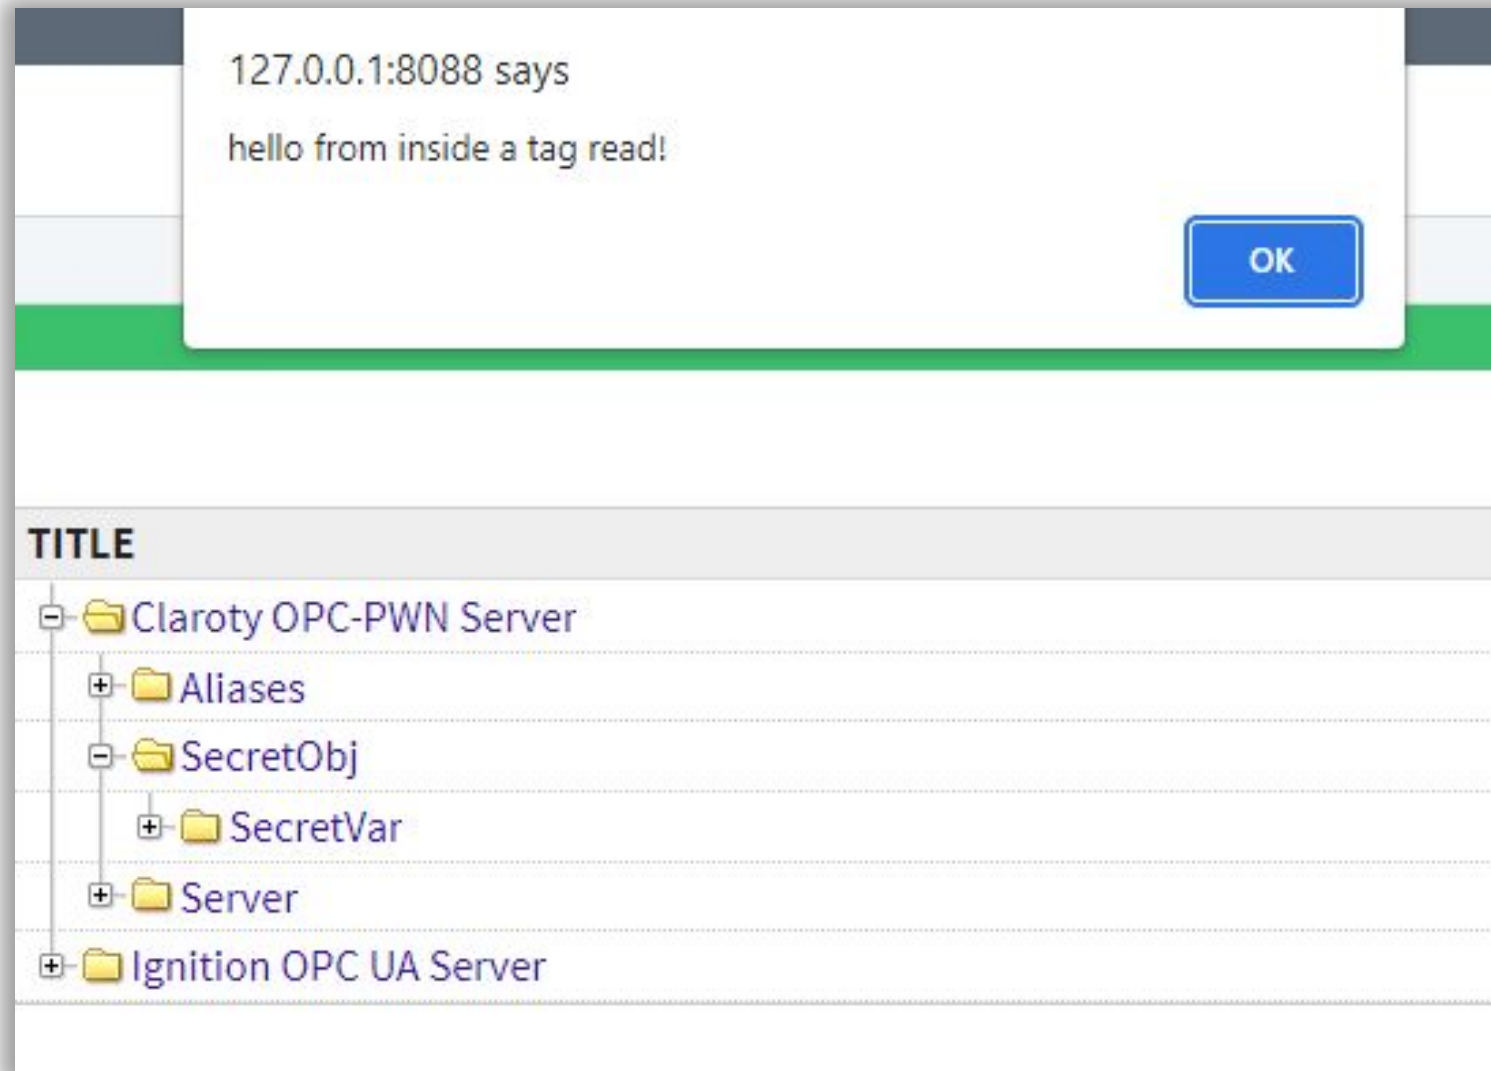 127.0.0.1:8088 says
hello from inside a tag read!
OK
TITLE
Claroty OPC-PWN Server
Aliases
SecretObj
SecretVar
Server
Ignition OPC UA Server